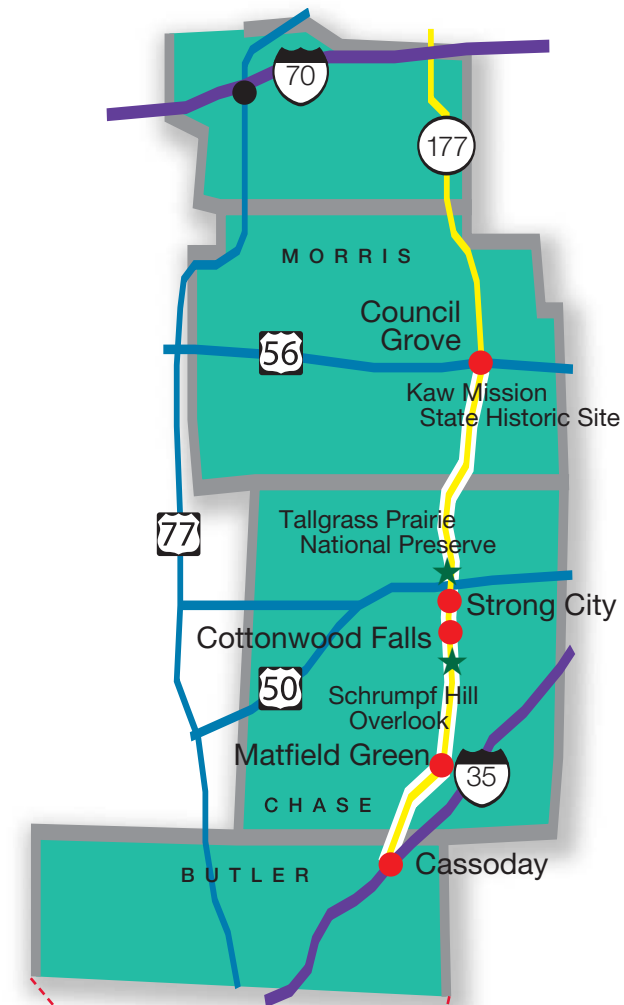 70
177
MORRIS
Council
Grove
56
Kaw Mission
State Historic Site
Tallgrass Prairie
National Preserve
77
Strong City
Cottonwood Falls
50
Schrumpf Hill
Overlook
Matfield Green
35
CHASE
Cassoday
BUTLER